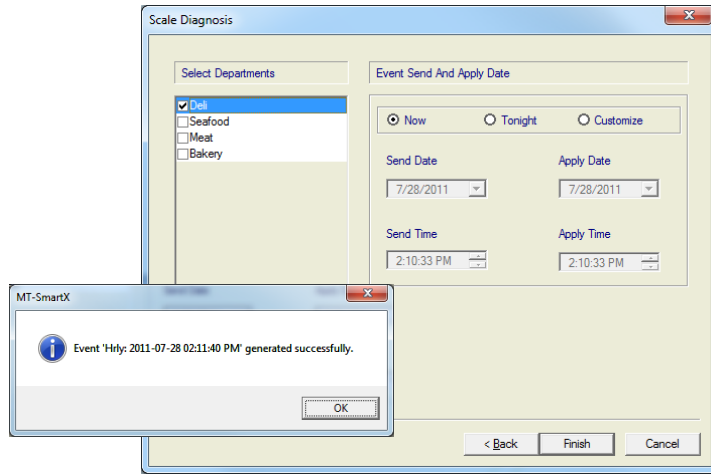 Scale Diagnosis
Select Departments
Deli
Seafood
Meat
Bakery
Event Send And Apply Date
Now Tonight Customize
Send Date Apply Date
7/28/2011 7/28/2011
Send Time Apply Time
2:10:33 PM 2:10:33 PM
MT-SmartX
Event 'Hrly: 2011-07-28 02:11:40 PM' generated successfully.
OK
< Back Finish Cancel